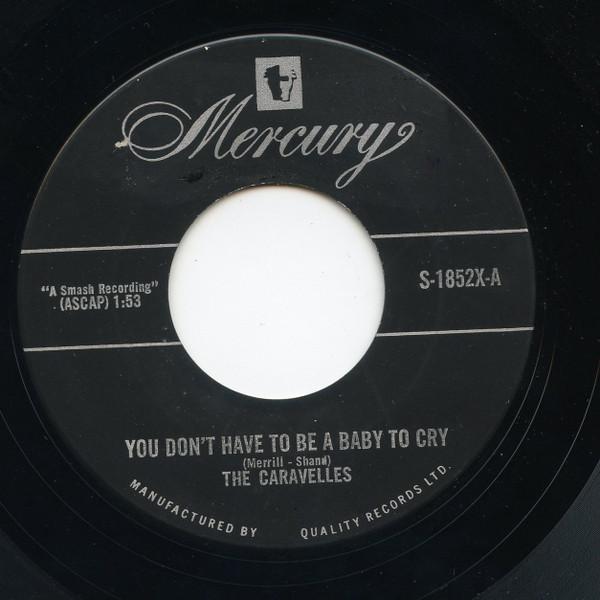 Mercury
"A Smash Recording"
(ASCAP) 1:53
S-1852X-A
YOU DON'T HAVE TO BE A BABY TO CRY
(Merrill - Shand)
THE CARAVELLES
MANUFACTURED BY QUALITY RECORDS LTD.